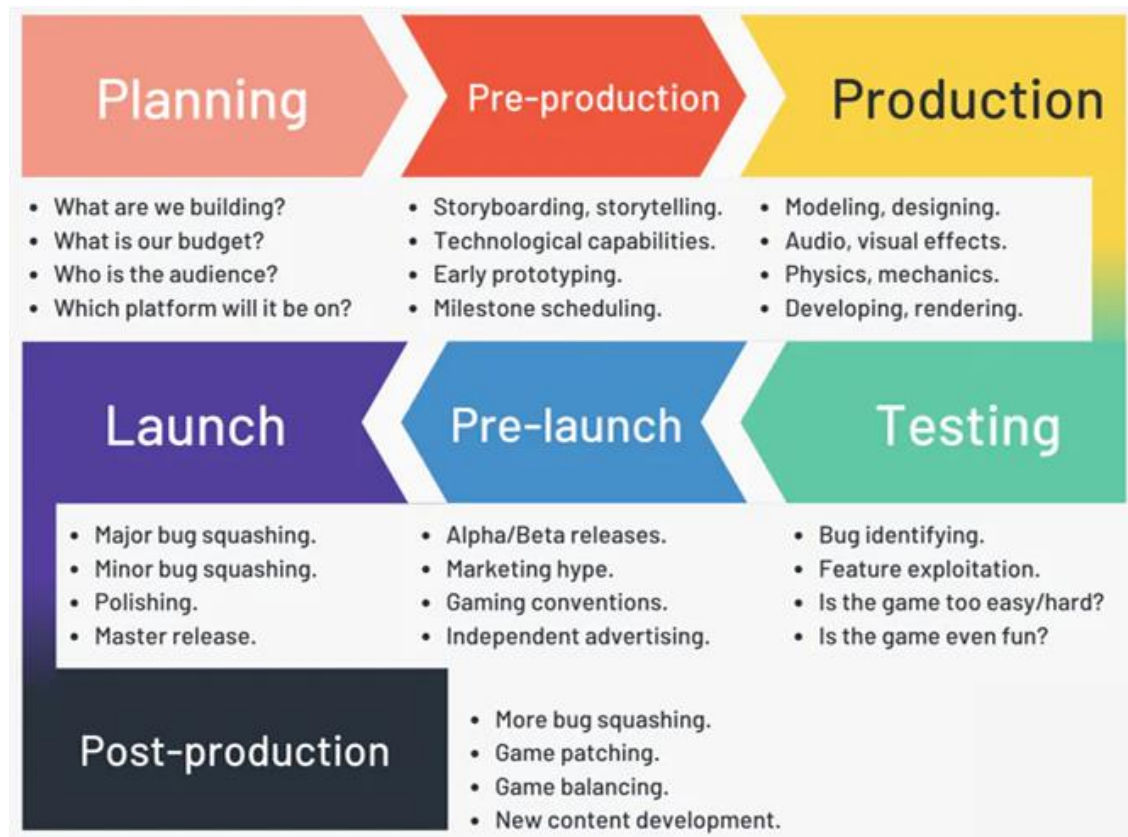 Planning
• What are we building?
• What is our budget?
• Who is the audience?
• Which platform will it be on?
Pre-production
• Storyboarding, storytelling.
• Technological capabilities.
• Early prototyping.
• Milestone scheduling.
Production
• Modeling, designing.
• Audio, visual effects.
• Physics, mechanics.
• Developing, rendering.
Testing
• Bug identifying.
• Feature exploitation.
• Is the game too easy/hard?
• Is the game even fun?
Pre-launch
• Alpha/Beta releases.
• Marketing hype.
• Gaming conventions.
• Independent advertising.
Launch
• Major bug squashing.
• Minor bug squashing.
• Polishing.
• Master release.
Post-production
• More bug squashing.
• Game patching.
• Game balancing.
• New content development.